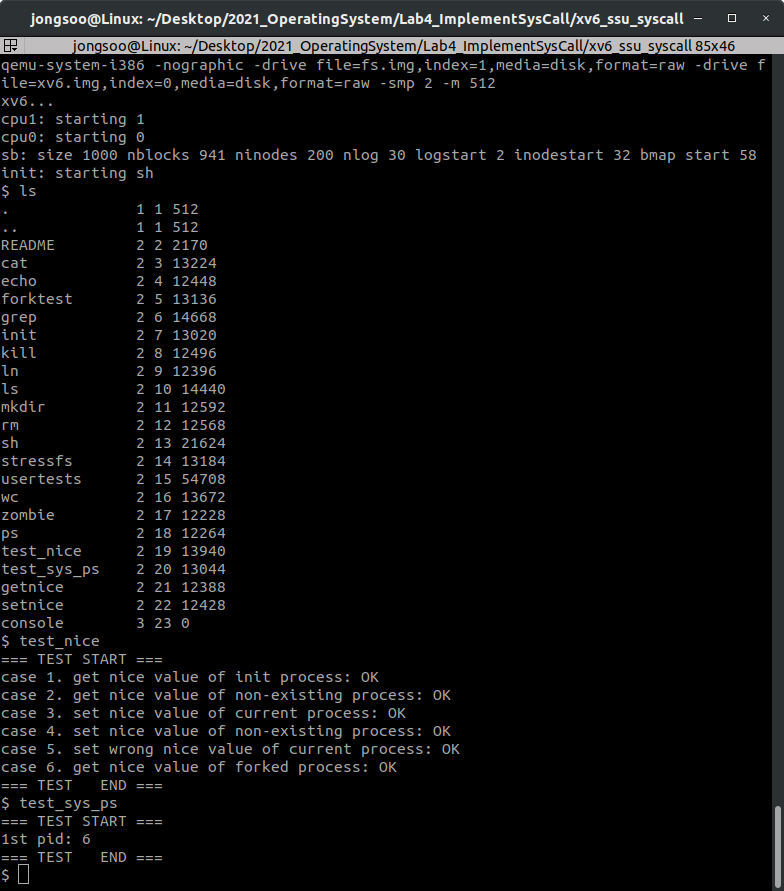 jongsoo@Linux: ~/Desktop/2021_OperatingSystem/Lab4_ImplementSysCall/xv6_ssu_syscall
jongsoo@Linux: ~/Desktop/2021_OperatingSystem/Lab4_ImplementSysCall/xv6_ssu_syscall 85x46
qemu-system-i386 -nographic -drive file=fs.img,index=1,media=disk,format=raw -drive f
ile=xv6.img,index=0,media=disk,format=raw -smp 2 -m 512
xv6...
cpu1: starting 1
cpu0: starting 0
sb: size 1000 nblocks 941 ninodes 200 nlog 30 logstart 2 inodestart 32 bmap start 58
init: starting sh
$ ls
.              1 1 512
..             1 1 512
README         2 2 2170
cat            2 3 13224
echo           2 4 12448
forktest       2 5 13136
grep           2 6 14668
init           2 7 13020
kill           2 8 12496
ln             2 9 12396
ls             2 10 14440
mkdir          2 11 12592
rm             2 12 12568
sh             2 13 21624
stressfs       2 14 13184
usertests      2 15 54708
wc             2 16 13672
zombie         2 17 12228
ps             2 18 12264
test_nice      2 19 13940
test_sys_ps    2 20 13044
getnice        2 21 12388
setnice        2 22 12428
console        3 23 0
$ test_nice
=== TEST START ===
case 1. get nice value of init process: OK
case 2. get nice value of non-existing process: OK
case 3. set nice value of current process: OK
case 4. set nice value of non-existing process: OK
case 5. set wrong nice value of current process: OK
case 6. get nice value of forked process: OK
=== TEST   END ===
$ test_sys_ps
=== TEST START ===
1st pid: 6
=== TEST   END ===
$